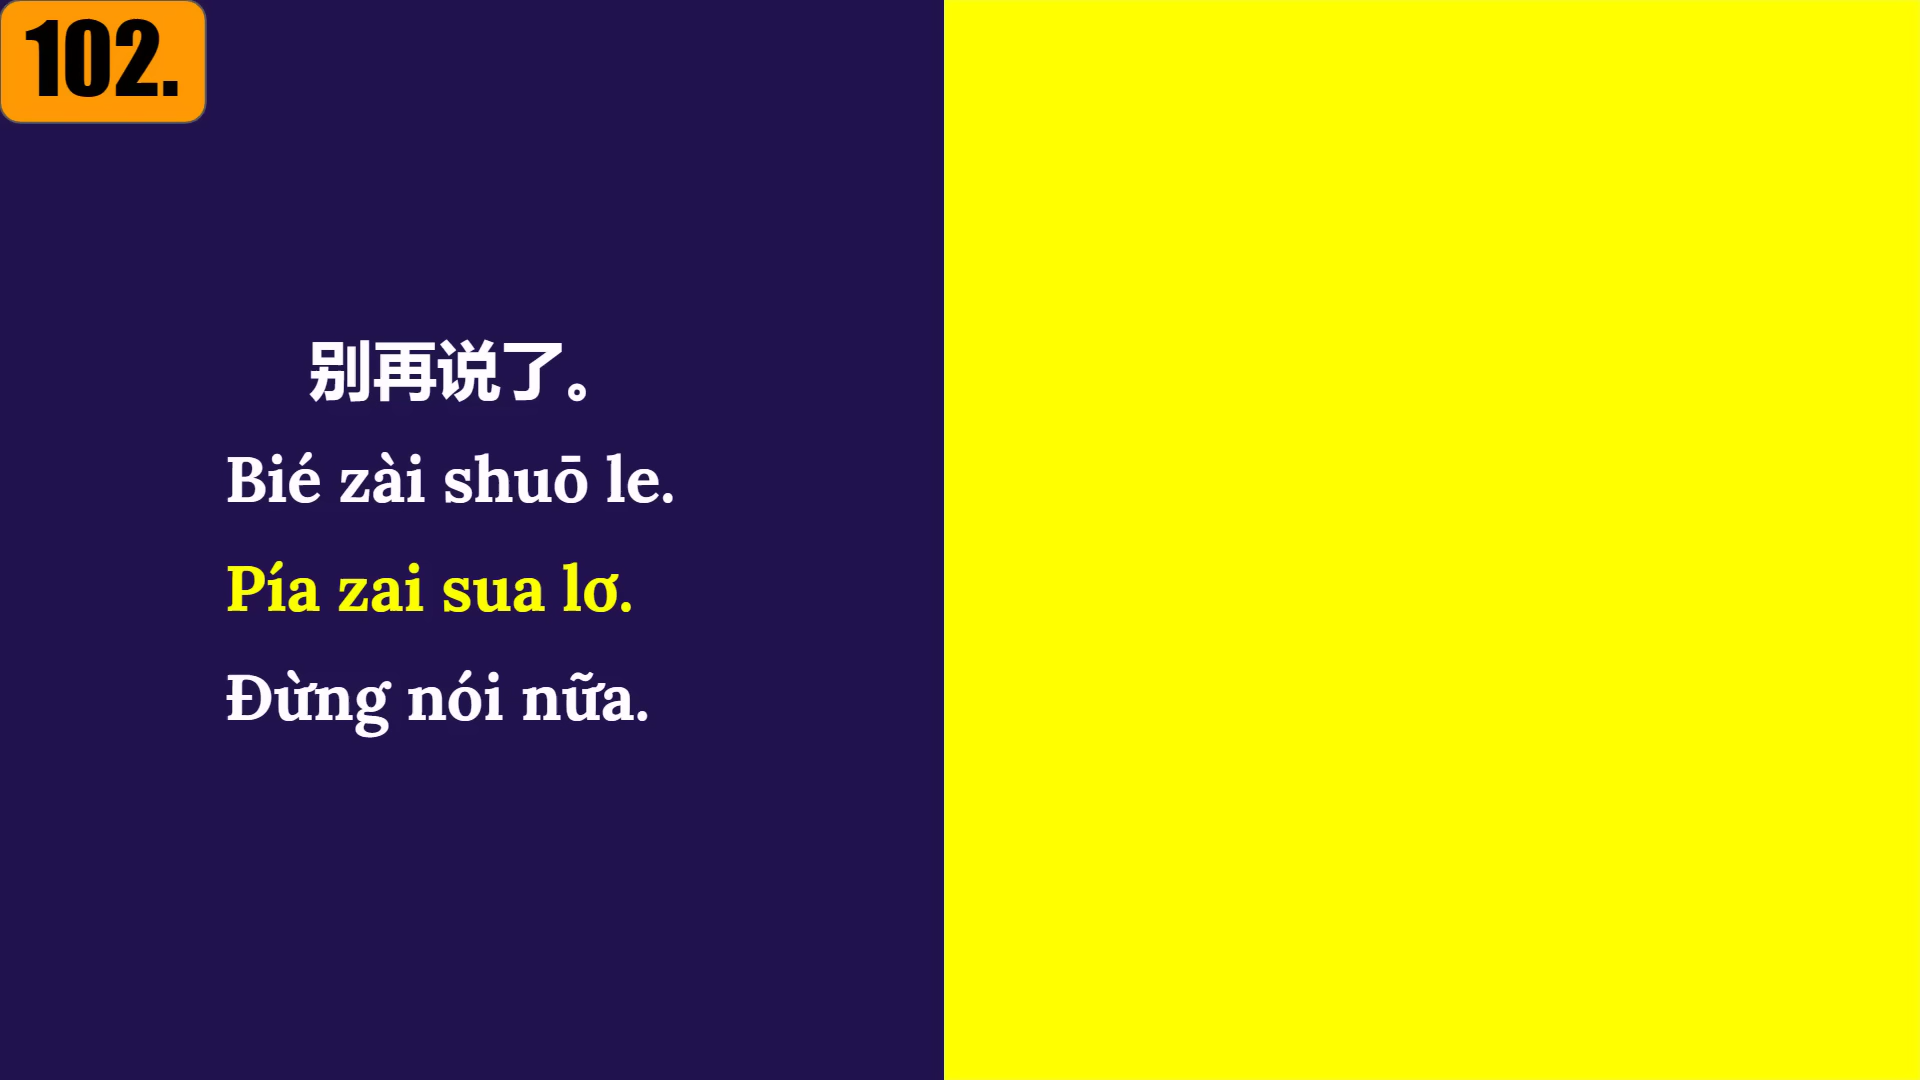 102.
别再说了。
Bié zài shuō le.
Pía zai sua lơ.
Đừng nói nữa.